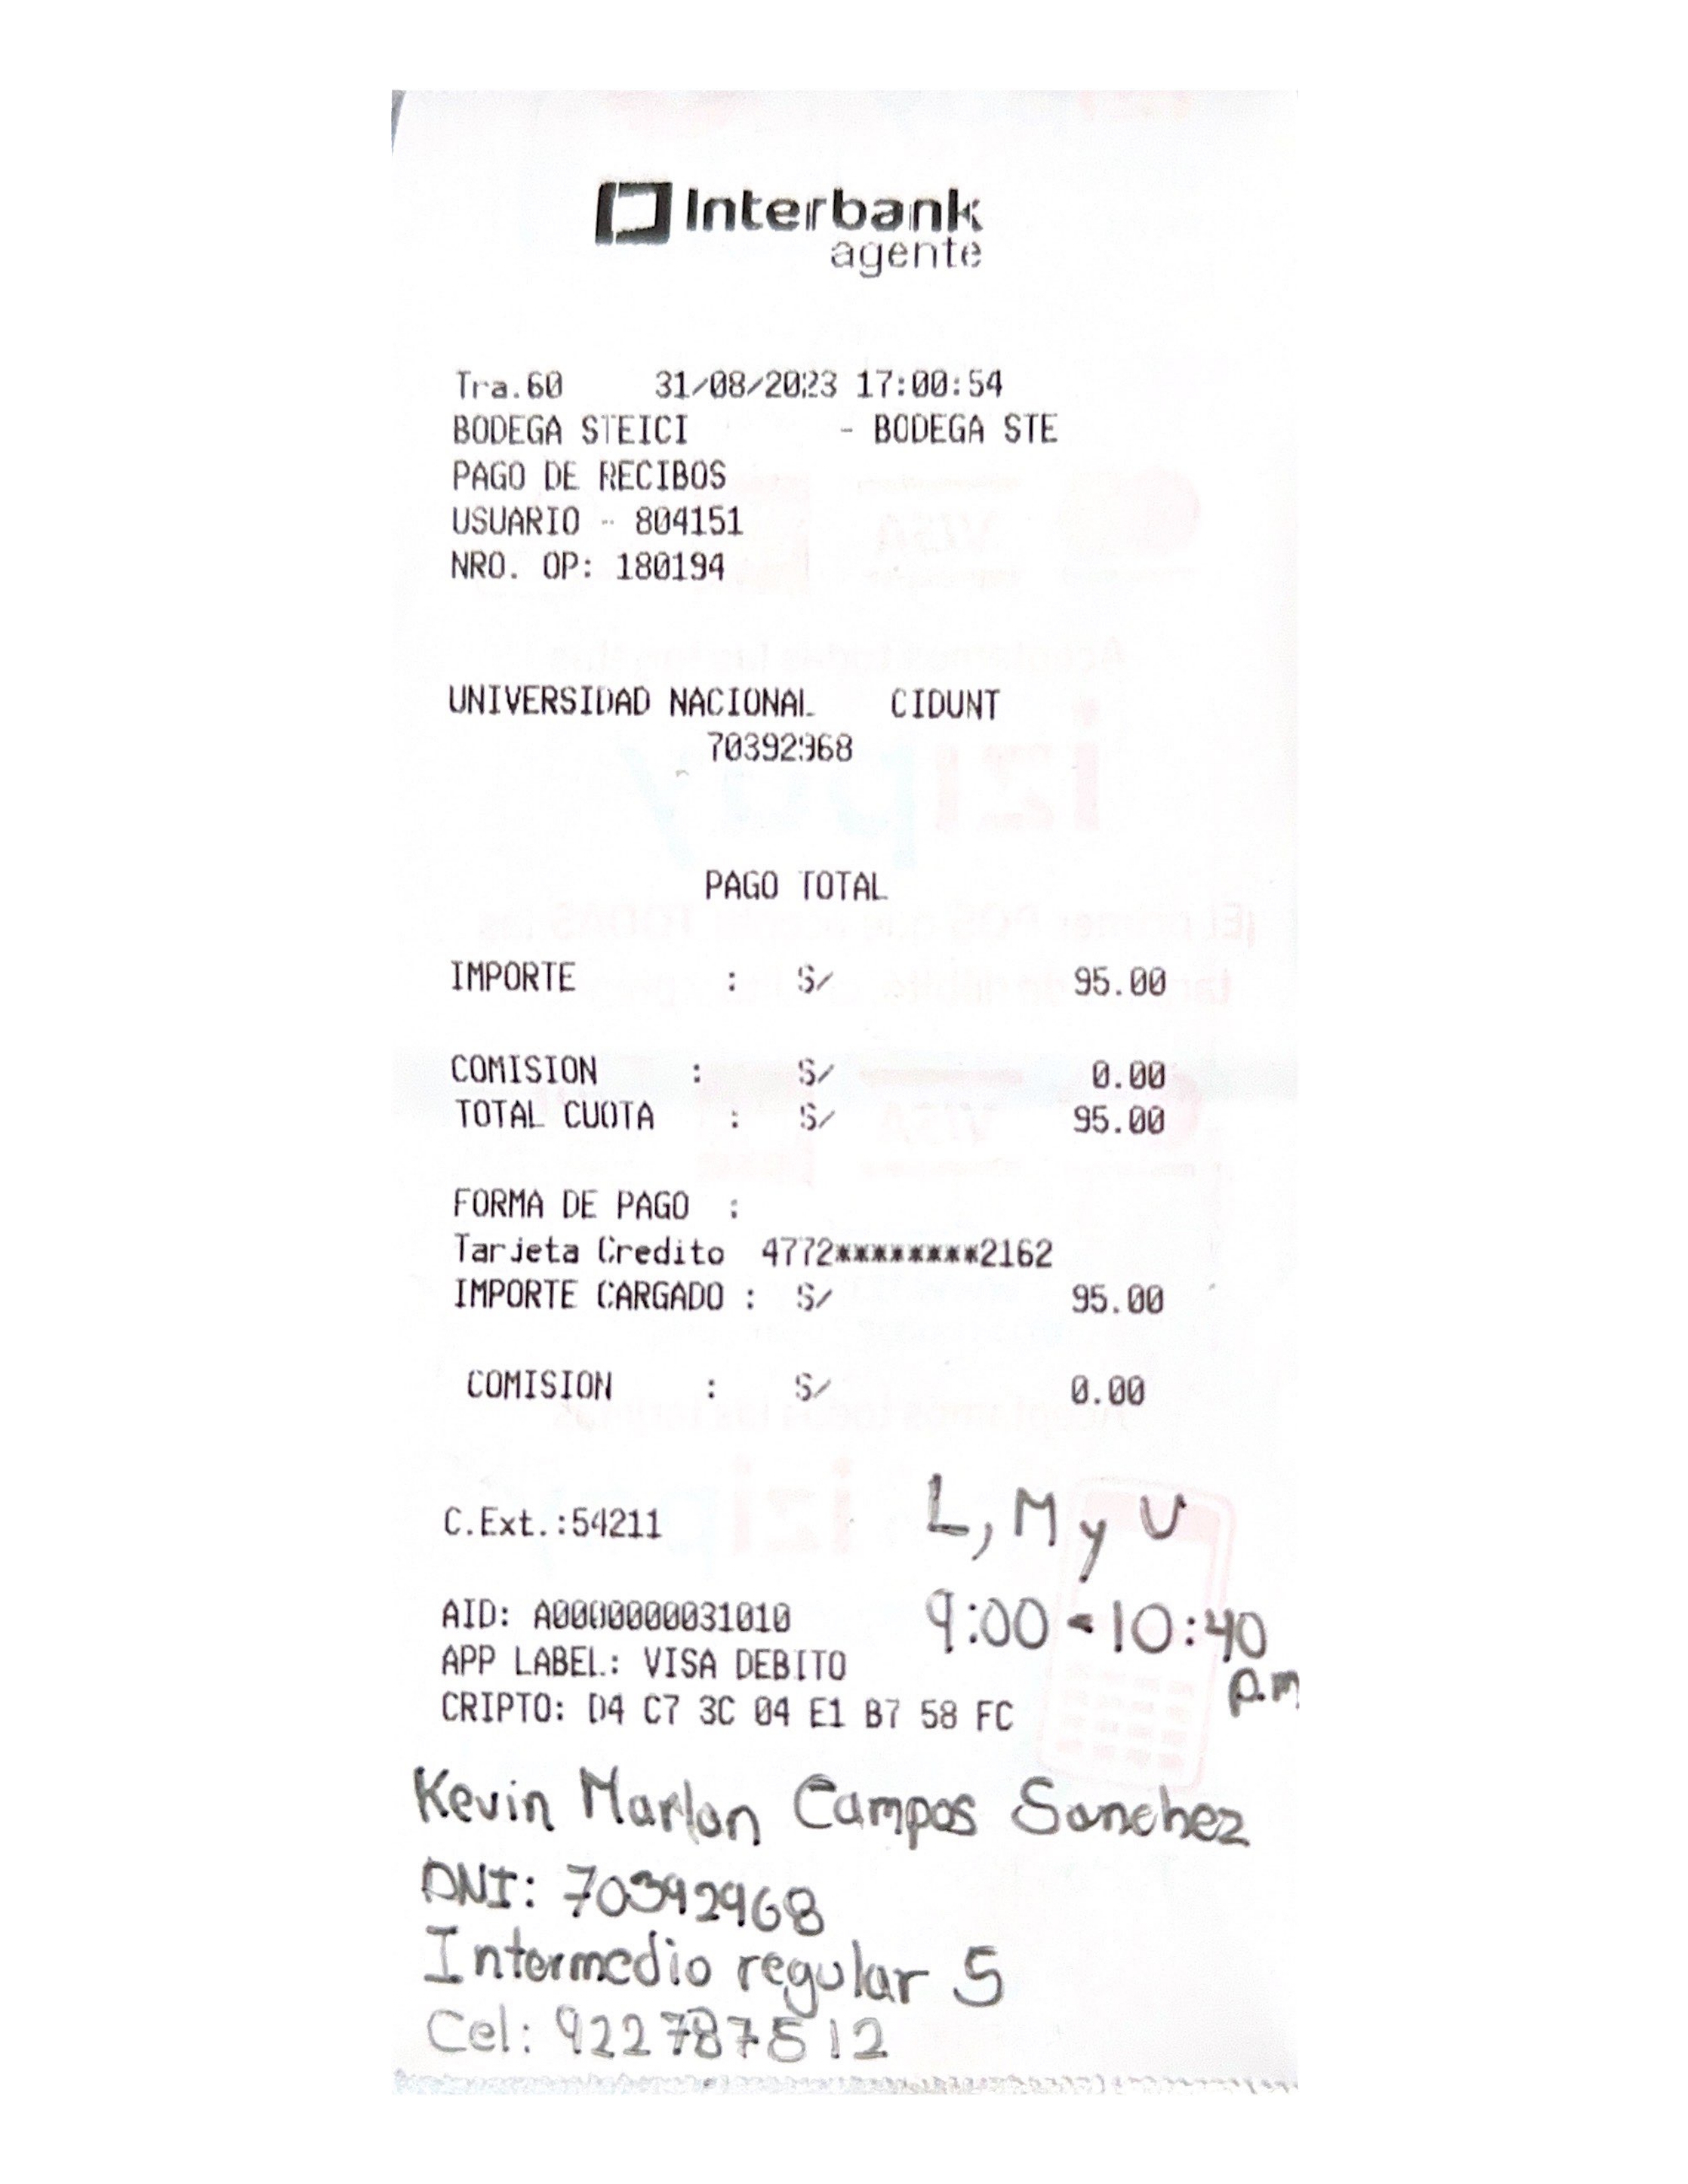 Interbank
agente
Tra.60 31/08/2023 17:00:54
BODEGA STEICI - BODEGA STE
PAGO DE RECIBOS
USUARIO - 804151
NRO. OP: 180194
UNIVERSIDAD NACIONAL CIDUNT
70392968
PAGO TOTAL
IMPORTE : S/ 95.00
COMISION : S/ 0.00
TOTAL CUOTA : S/ 95.00
FORMA DE PAGO :
Tarjeta Credito 4772********2162
IMPORTE CARGADO : S/ 95.00
COMISION : S/ 0.00
C.Ext.:54211
L, M y V
9:00 - 10:40
p.m
AID: A0000000031010
APP LABEL: VISA DEBITO
CRIPTO: D4 C7 3C 04 E1 B7 58 FC
Kevin Marlon Campos Sanchez
DNI: 70392968
Intermedio regular 5
Cel: 922787512